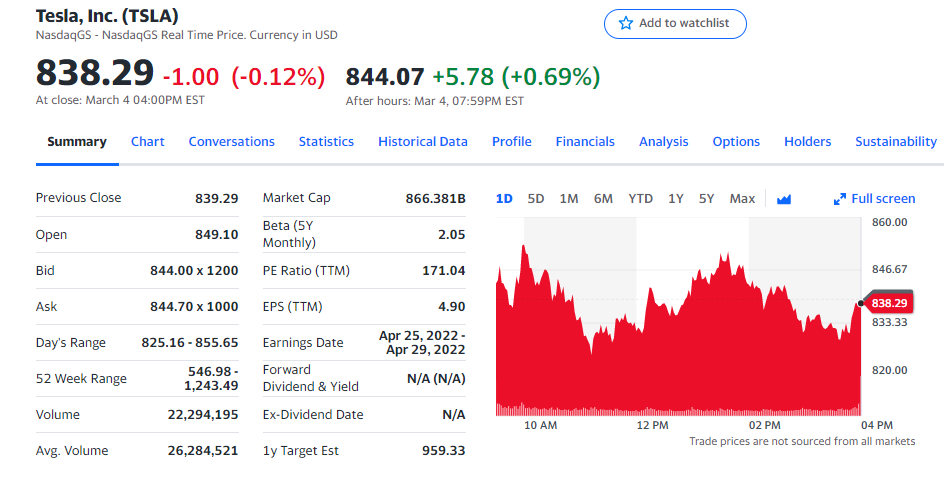 Tesla, Inc. (TSLA)
NasdaqGS - NasdaqGS Real Time Price. Currency in USD
Add to watchlist
838.29 -1.00 (-0.12%) 844.07 +5.78 (+0.69%)
At close: March 4 04:00PM EST After hours: Mar 4, 07:59PM EST
Summary Chart Conversations Statistics Historical Data Profile Financials Analysis Options Holders Sustainability
Previous Close 839.29
Open 849.10
Bid 844.00 x 1200
Ask 844.70 x 1000
Day's Range 825.16 - 855.65
52 Week Range 546.98 -
1,243.49
Volume 22,294,195
Avg. Volume 26,284,521
Market Cap 866.381B
Beta (5Y
Monthly) 2.05
PE Ratio (TTM) 171.04
EPS (TTM) 4.90
Earnings Date Apr 25, 2022 -
Apr 29, 2022
Forward
Dividend & Yield N/A (N/A)
Ex-Dividend Date N/A
1y Target Est 959.33
1D 5D 1M 6M YTD 1Y 5Y Max Full screen
860.00
846.67
838.29
833.33
820.00
10 AM 12 PM 02 PM 04 PM
Trade prices are not sourced from all markets